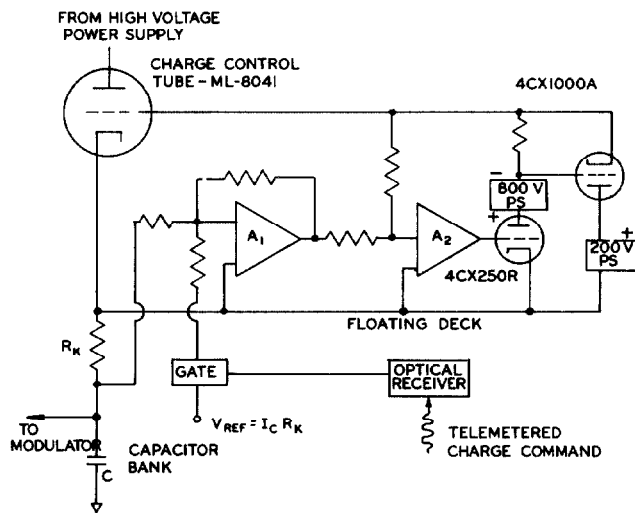 FROM HIGH VOLTAGE
POWER SUPPLY
CHARGE CONTROL
TUBE-ML-8041
4CX1000A
-
800 V
PS
+
A1
A2
4CX250R
+
200V
PS
FLOATING DECK
RK
GATE
OPTICAL
RECEIVER
VREF = IC RK
TO
MODULATOR
CAPACITOR
BANK
C
TELEMETERED
CHARGE COMMAND